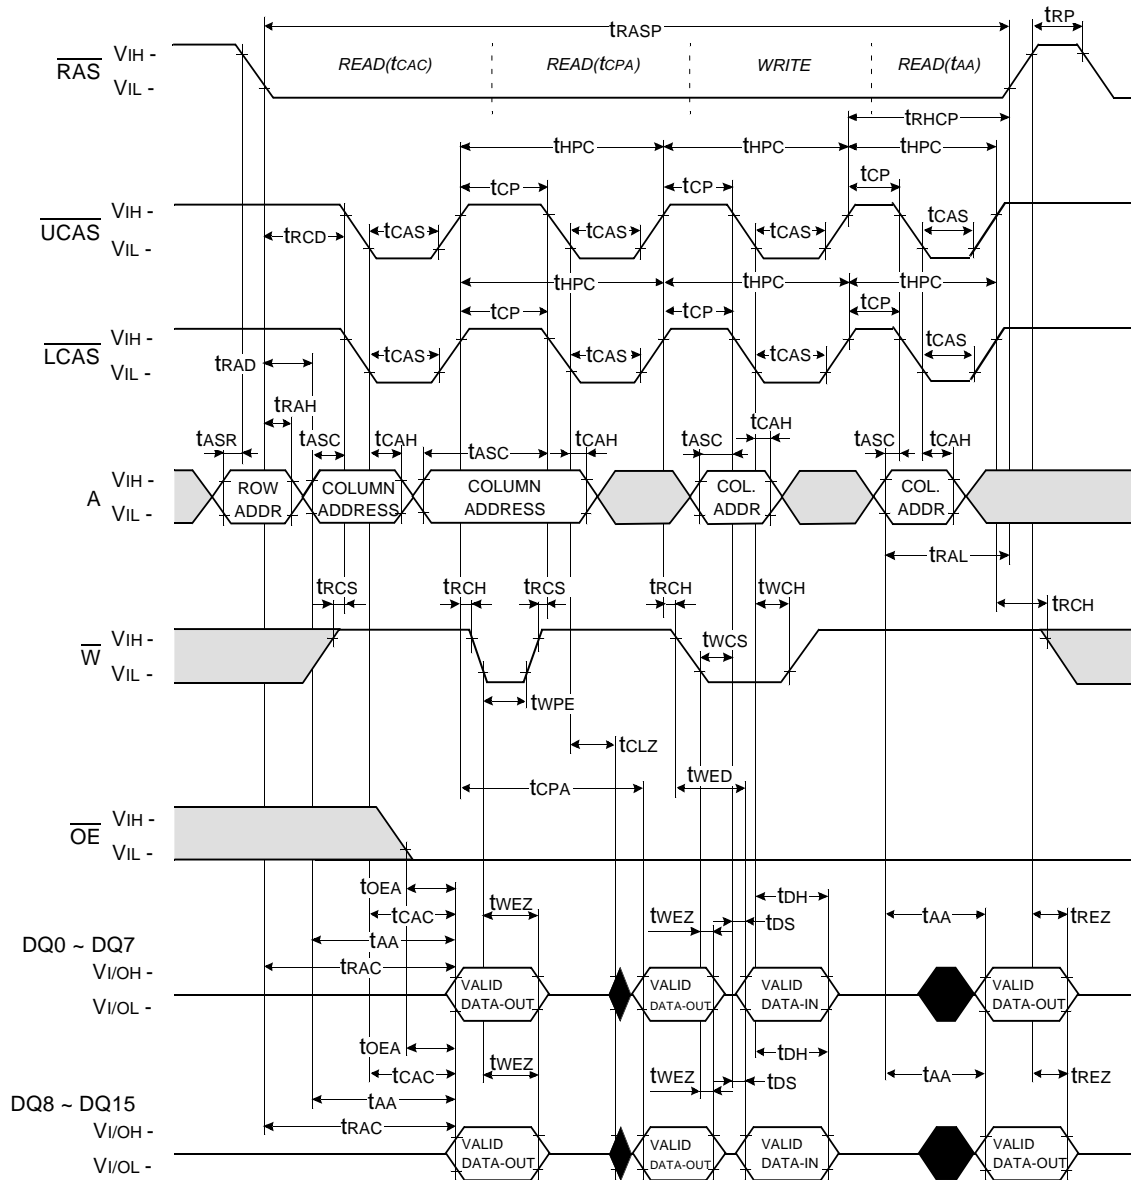 tRASP tRP
RAS VIH - VIL - READ(tCAC) READ(tCPA) WRITE READ(tAA)
tRHCP
tHPC tHPC tHPC
tCP tCP tCP
UCAS VIH - VIL - tRCD tCAS tCAS tCAS tCAS
tHPC tHPC tHPC
tCP tCP tCP
LCAS VIH - VIL - tCAS tCAS tCAS tCAS
tRAD
tRAH
tASR tASC tCAH tASC tCAH tASC tCAH tASC tCAH
A VIH - VIL -
ROW ADDR
COLUMN ADDRESS
COLUMN ADDRESS
COL. ADDR
COL. ADDR
tRAL
tRCS tRCH tRCS tRCH tWCH tRCH
W VIH - VIL - tWCS
tWPE
tCLZ
tCPA tWED
OE VIH - VIL -
tOEA tWEZ tWEZ tDH
tCAC tDS tAA tREZ
DQ0 ~ DQ7 tAA
tRAC
VI/OH -
VI/OL -
VALID DATA-OUT
VALID DATA-OUT
VALID DATA-IN
VALID DATA-OUT
tOEA tWEZ tWEZ tDH
tCAC tDS tAA tREZ
DQ8 ~ DQ15 tAA
tRAC
VI/OH -
VI/OL -
VALID DATA-OUT
VALID DATA-OUT
VALID DATA-IN
VALID DATA-OUT